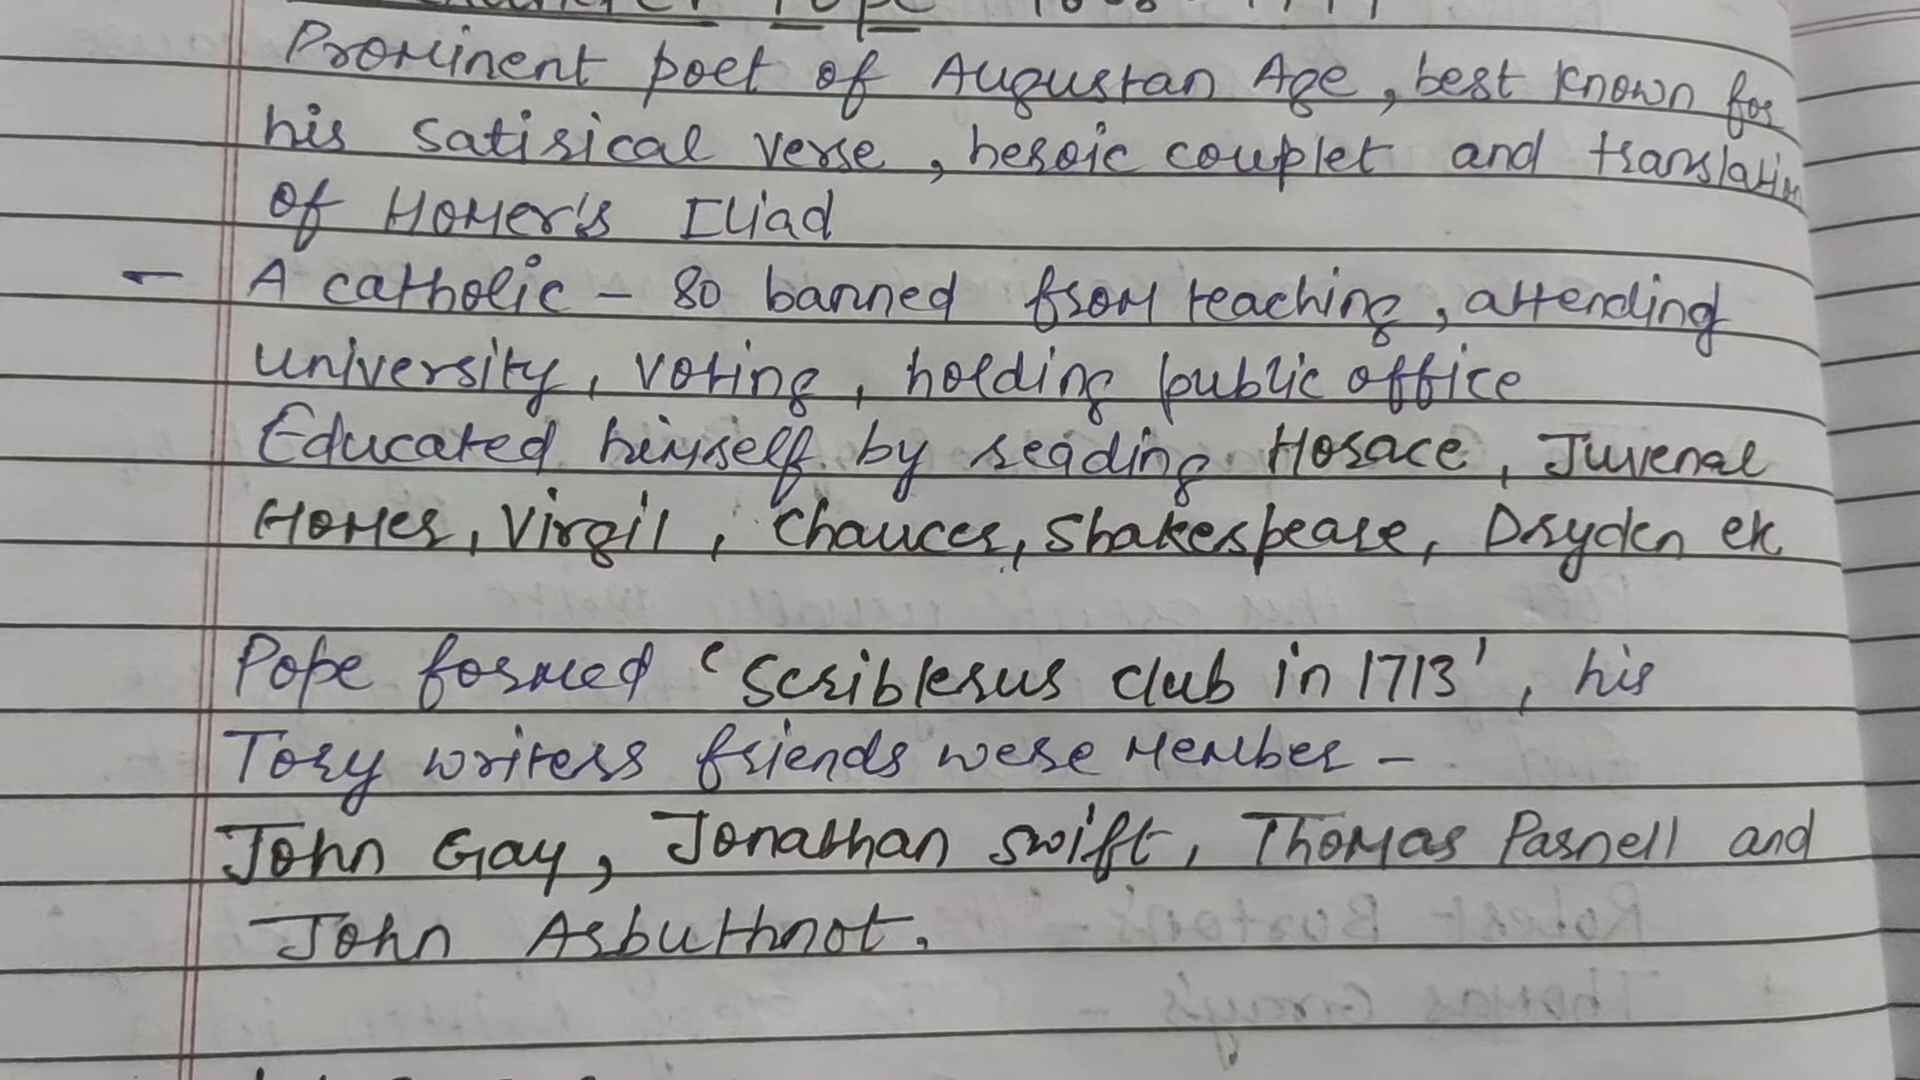 Pope
Prominent poet of Augustan Age, best known for
his satirical verse, heroic couplet and translation
of Homer's Iliad
- A catholic - so banned from teaching, attending
university, voting, holding public office
Educated himself by reading Horace, Juvenal
Homer, Virgil, Chaucer, Shakespeare, Dryden etc
Pope formed 'Scriblerus club in 1713', his
Tory writers friends were member -
John Gay, Jonathan swift, Thomas Parnell and
John Arbuthnot.